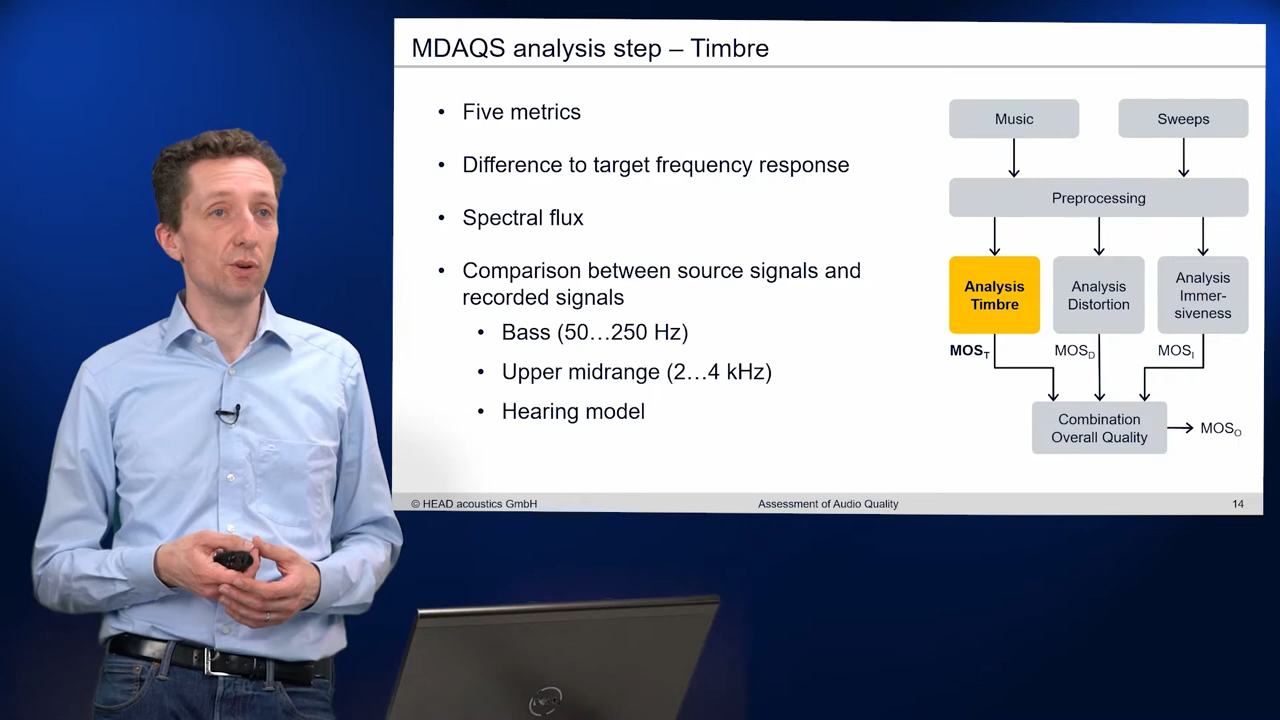 MDAQS analysis step – Timbre
• Five metrics
• Difference to target frequency response
• Spectral flux
• Comparison between source signals and
recorded signals
• Bass (50…250 Hz)
• Upper midrange (2…4 kHz)
• Hearing model
Music
Sweeps
Preprocessing
Analysis
Timbre
Analysis
Distortion
Analysis
Immer-
siveness
MOST
MOSD
MOSI
Combination
Overall Quality
MOSO
© HEAD acoustics GmbH
Assessment of Audio Quality
14
DELL